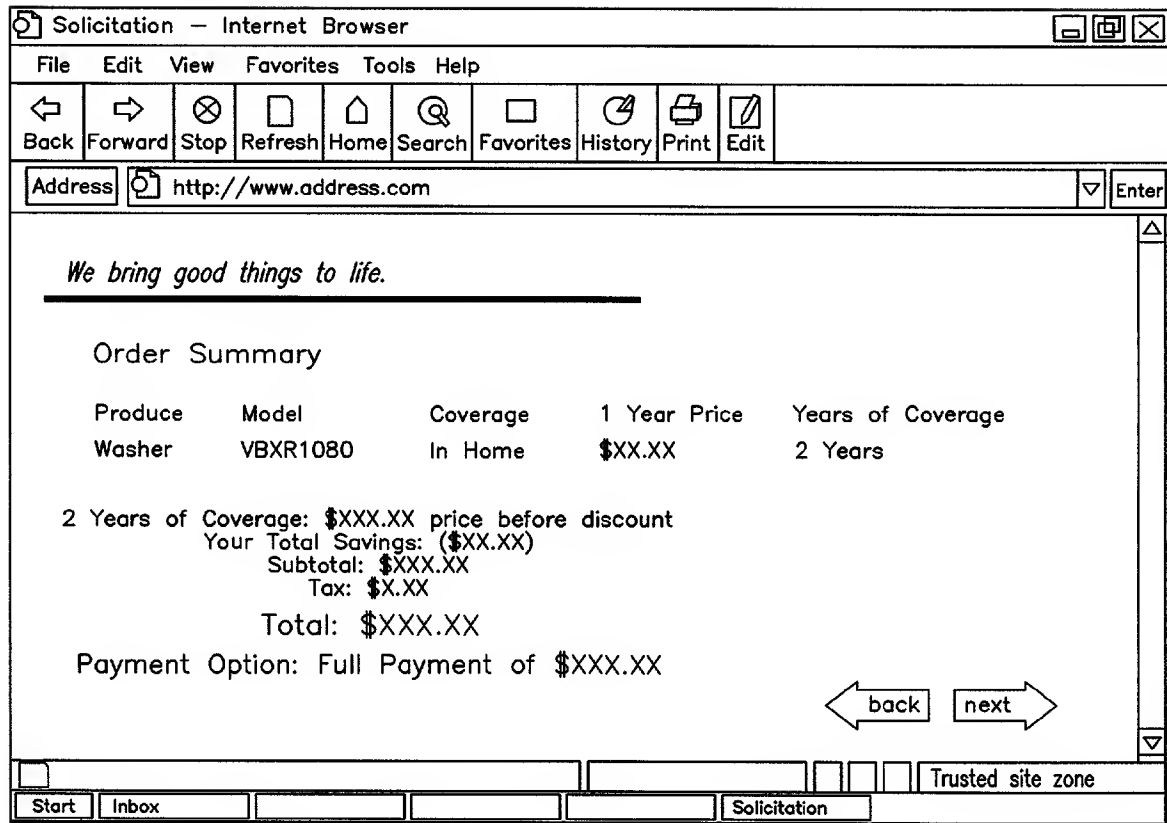 Solicitation — Internet Browser
File Edit View Favorites Tools Help
Back Forward Stop Refresh Home Search Favorites History Print Edit
Address http://www.address.com Enter
We bring good things to life.
Order Summary
Produce Model Coverage 1 Year Price Years of Coverage
Washer VBXR1080 In Home $XX.XX 2 Years
2 Years of Coverage: $XXX.XX price before discount
Your Total Savings: ($XX.XX)
Subtotal: $XXX.XX
Tax: $X.XX
Total: $XXX.XX
Payment Option: Full Payment of $XXX.XX
back next
Trusted site zone
Start Inbox Solicitation